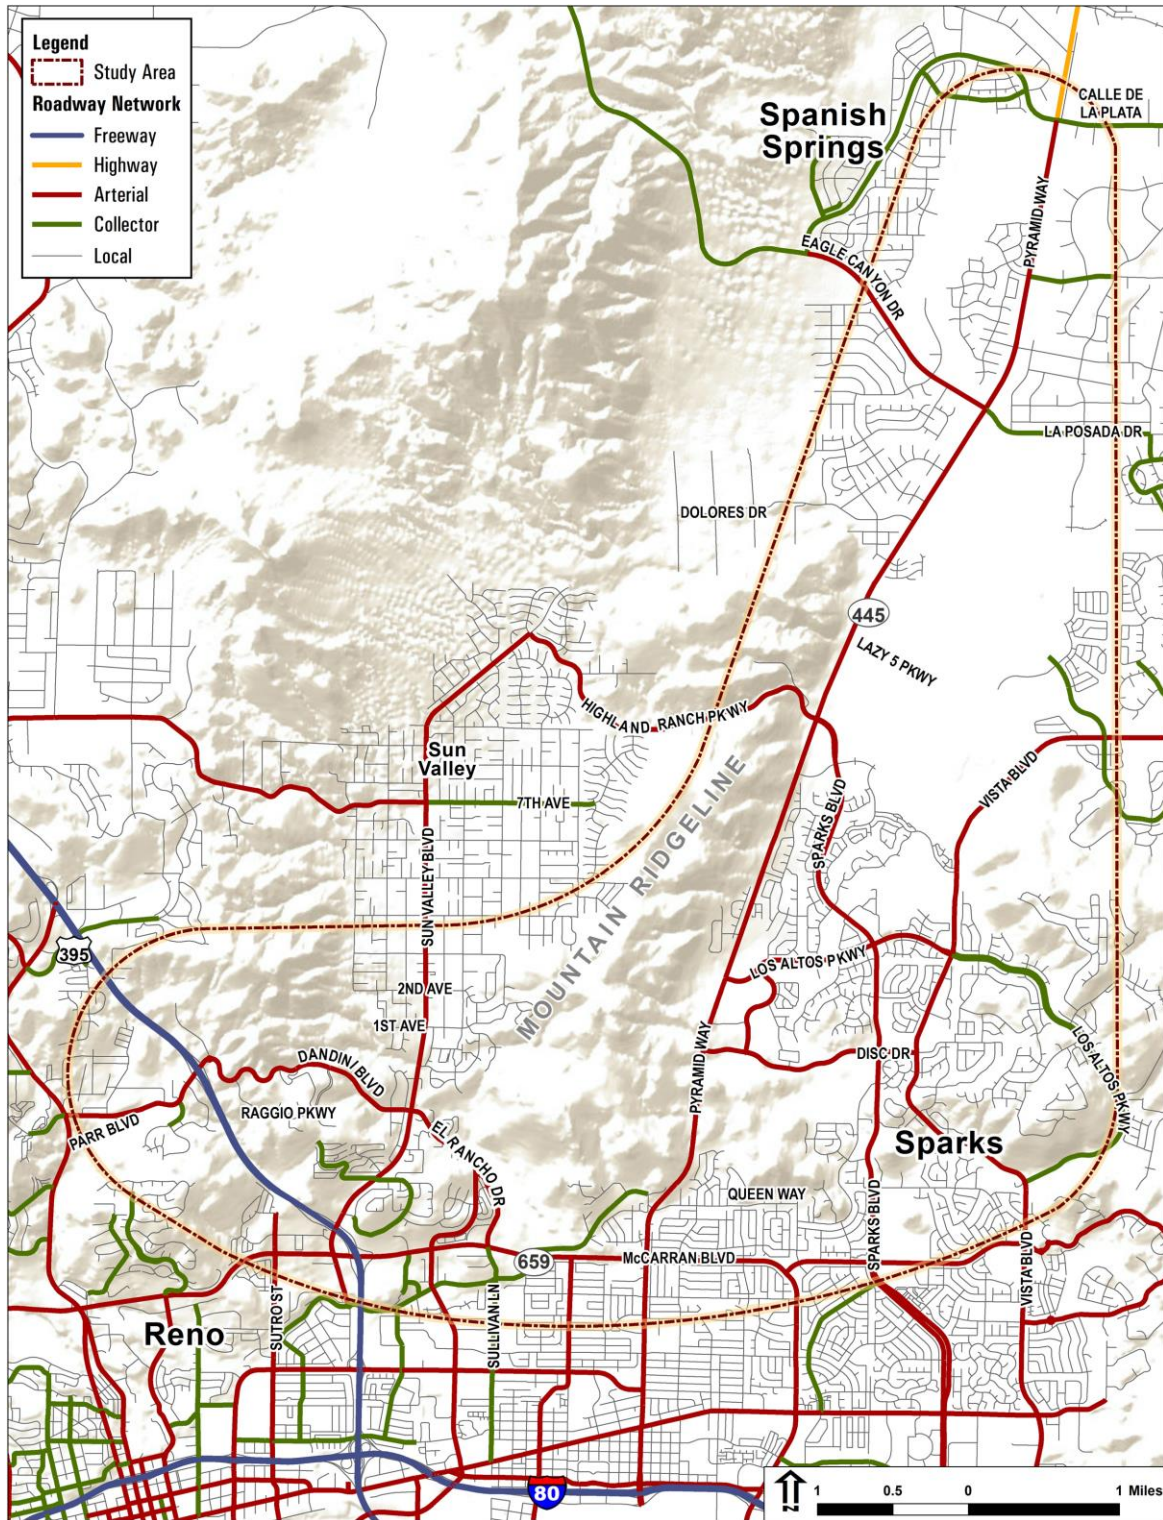 Legend
Study Area
Roadway Network
Freeway
Highway
Arterial
Collector
Local
Spanish
Springs
CALLE DE
LA PLATA
PYRAMID WAY
EAGLE CANYON DR
LA POSADA DR
DOLORES DR
445
LAZY 5 PKWY
HIGHLAND RANCH PKWY
Sun
Valley
7TH AVE
SUN VALLEY BLVD
MOUNTAIN RIDGELINE
SPARKS BLVD
VISTA BLVD
395
LOS ALTOS PKWY
2ND AVE
1ST AVE
DANDINI BLVD
RAGGIO PKWY
PARR BLVD
EL RANCHO DR
PYRAMID WAY
DISC DR
LOS ALTOS PKWY
Sparks
QUEEN WAY
McCARRAN BLVD
659
SPARKS BLVD
VISTA BLVD
Reno
SUTRO ST
SULLIVAN LN
80
N
1 0.5 0 1 Miles